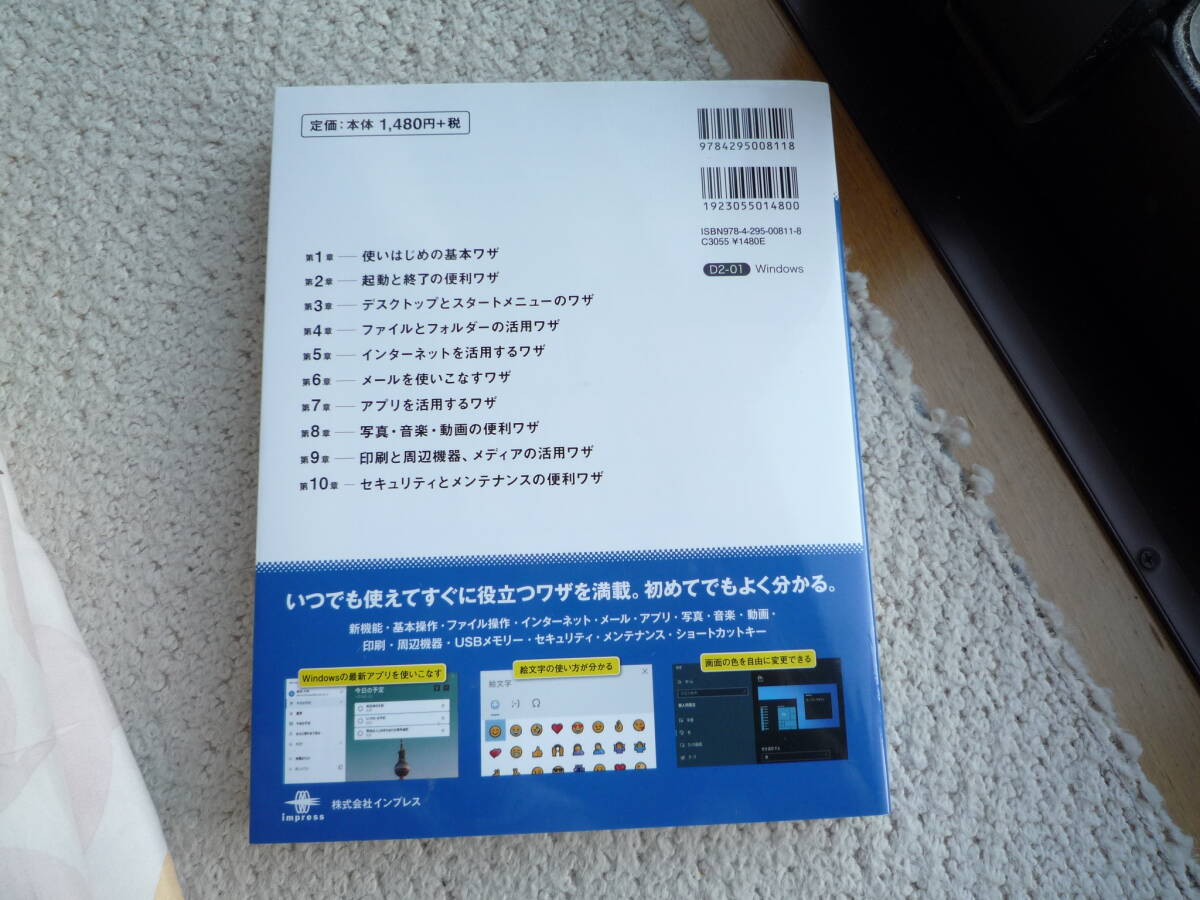 定価：本体 1,480円+税
9784295008118
1923055014800
ISBN978-4-295-00811-8
C3055 ¥1480E
D2-01 Windows
第1章 ── 使いはじめの基本ワザ
第2章 ── 起動と終了の便利ワザ
第3章 ── デスクトップとスタートメニューのワザ
第4章 ── ファイルとフォルダーの活用ワザ
第5章 ── インターネットを活用するワザ
第6章 ── メールを使いこなすワザ
第7章 ── アプリを活用するワザ
第8章 ── 写真・音楽・動画の便利ワザ
第9章 ── 印刷と周辺機器、メディアの活用ワザ
第10章 ── セキュリティとメンテナンスの便利ワザ
いつでも使えてすぐに役立つワザを満載。初めてでもよく分かる。
新機能・基本操作・ファイル操作・インターネット・メール・アプリ・写真・音楽・動画・
印刷・周辺機器・USBメモリー・セキュリティ・メンテナンス・ショートカットキー
Windowsの最新アプリを使いこなす
絵文字の使い方が分かる
画面の色を自由に変更できる
今日の予定
絵文字
impress
株式会社インプレス